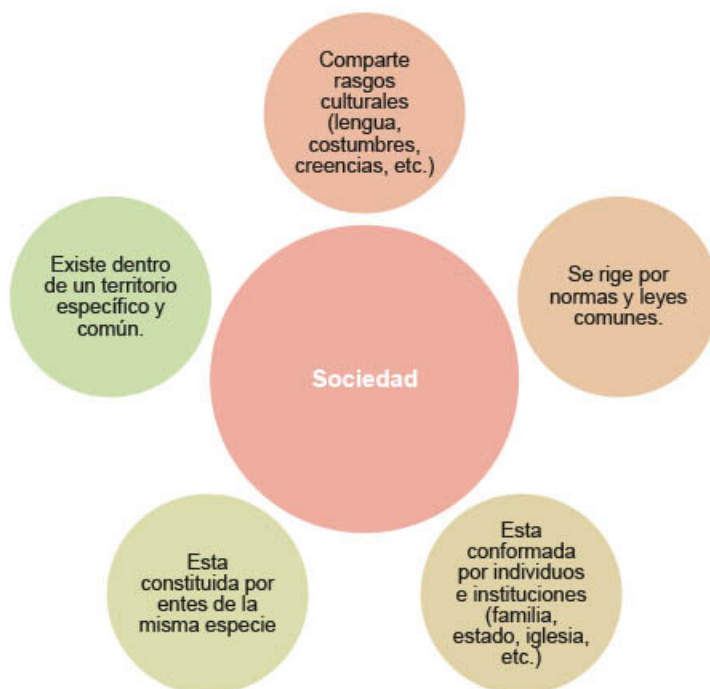 Comparte
rasgos
culturales
(lengua,
costumbres,
creencias, etc.)
Existe dentro
de un territorio
específico y
común.
Se rige por
normas y leyes
comunes.
Sociedad
Esta
constituida por
entes de la
misma especie
Esta
conformada
por individuos
e instituciones
(familia,
estado, iglesia,
etc.)